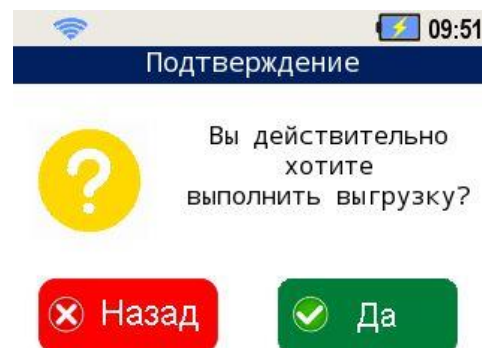 09:51
Подтверждение
Вы действительно
хотите
выполнить выгрузку?
Назад
Да